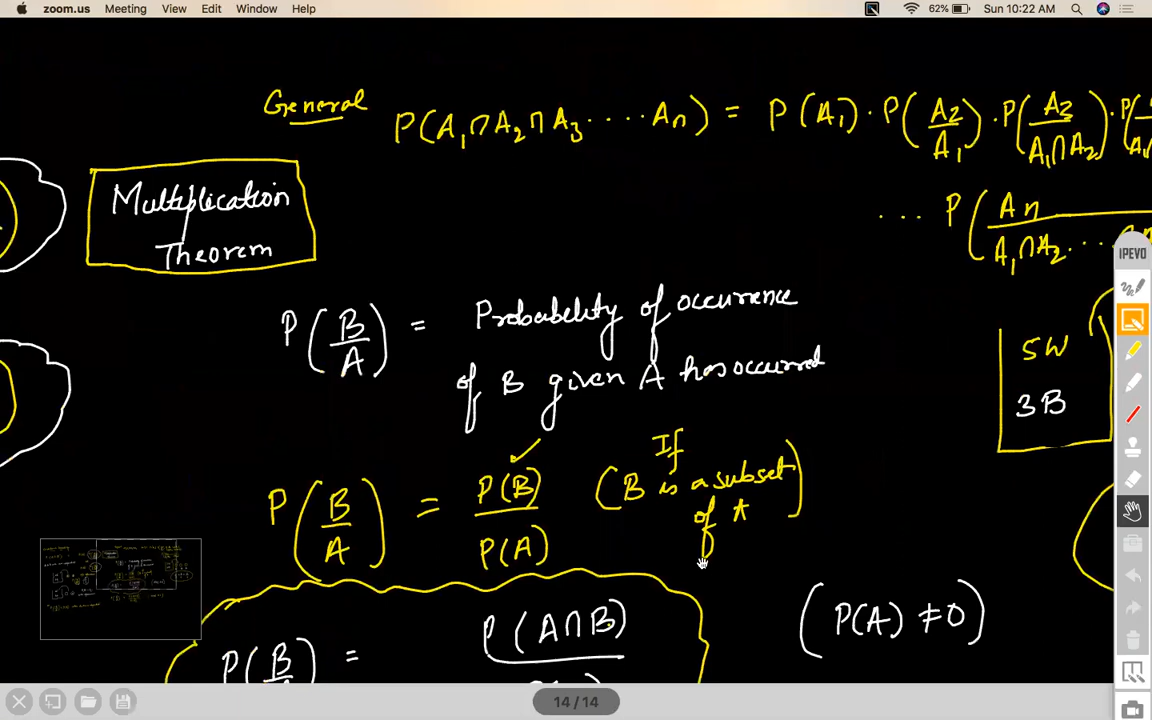 zoom.us Meeting View Edit Window Help 62% Sun 10:22 AM
General P(A₁∩A₂∩A₃.....An) = P(A₁)·P(A₂/A₁)·P(A₃/A₁∩A₂)·P(
... P(An/A₁∩A₂....
Multiplication
Theorem
IPEVO
P(B/A) = Probability of occurrence
of B given A has occurred
5W
3B
P(B/A) = P(B)/P(A) (If B is a subset
of A)
P(B/A) = P(A∩B)
(P(A) ≠ 0)
14 / 14